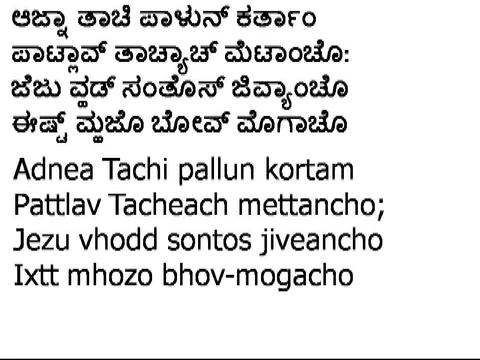 ಆಜ್ನಾ ತಾಚೆ ಪಾಳುನ್ ಕರ್ತಾಂ
ಪಾಟ್ಲಾವ್ ತಾಚ್ಯಾಚ್ ಮೆಟಾಂಚೊ:
ಜೆಜು ವ್ಹಡ್ ಸಂತೊಸ್ ಜಿವ್ಯಾಂಚೊ
ಈಷ್ಟ್ ಮ್ಹಜೊ ಬೋವ್ ಮೊಗಾಚೊ
Adnea Tachi pallun kortam
Pattlav Tacheach mettancho;
Jezu vhodd sontos jiveancho
Ixtt mhozo bhov-mogacho